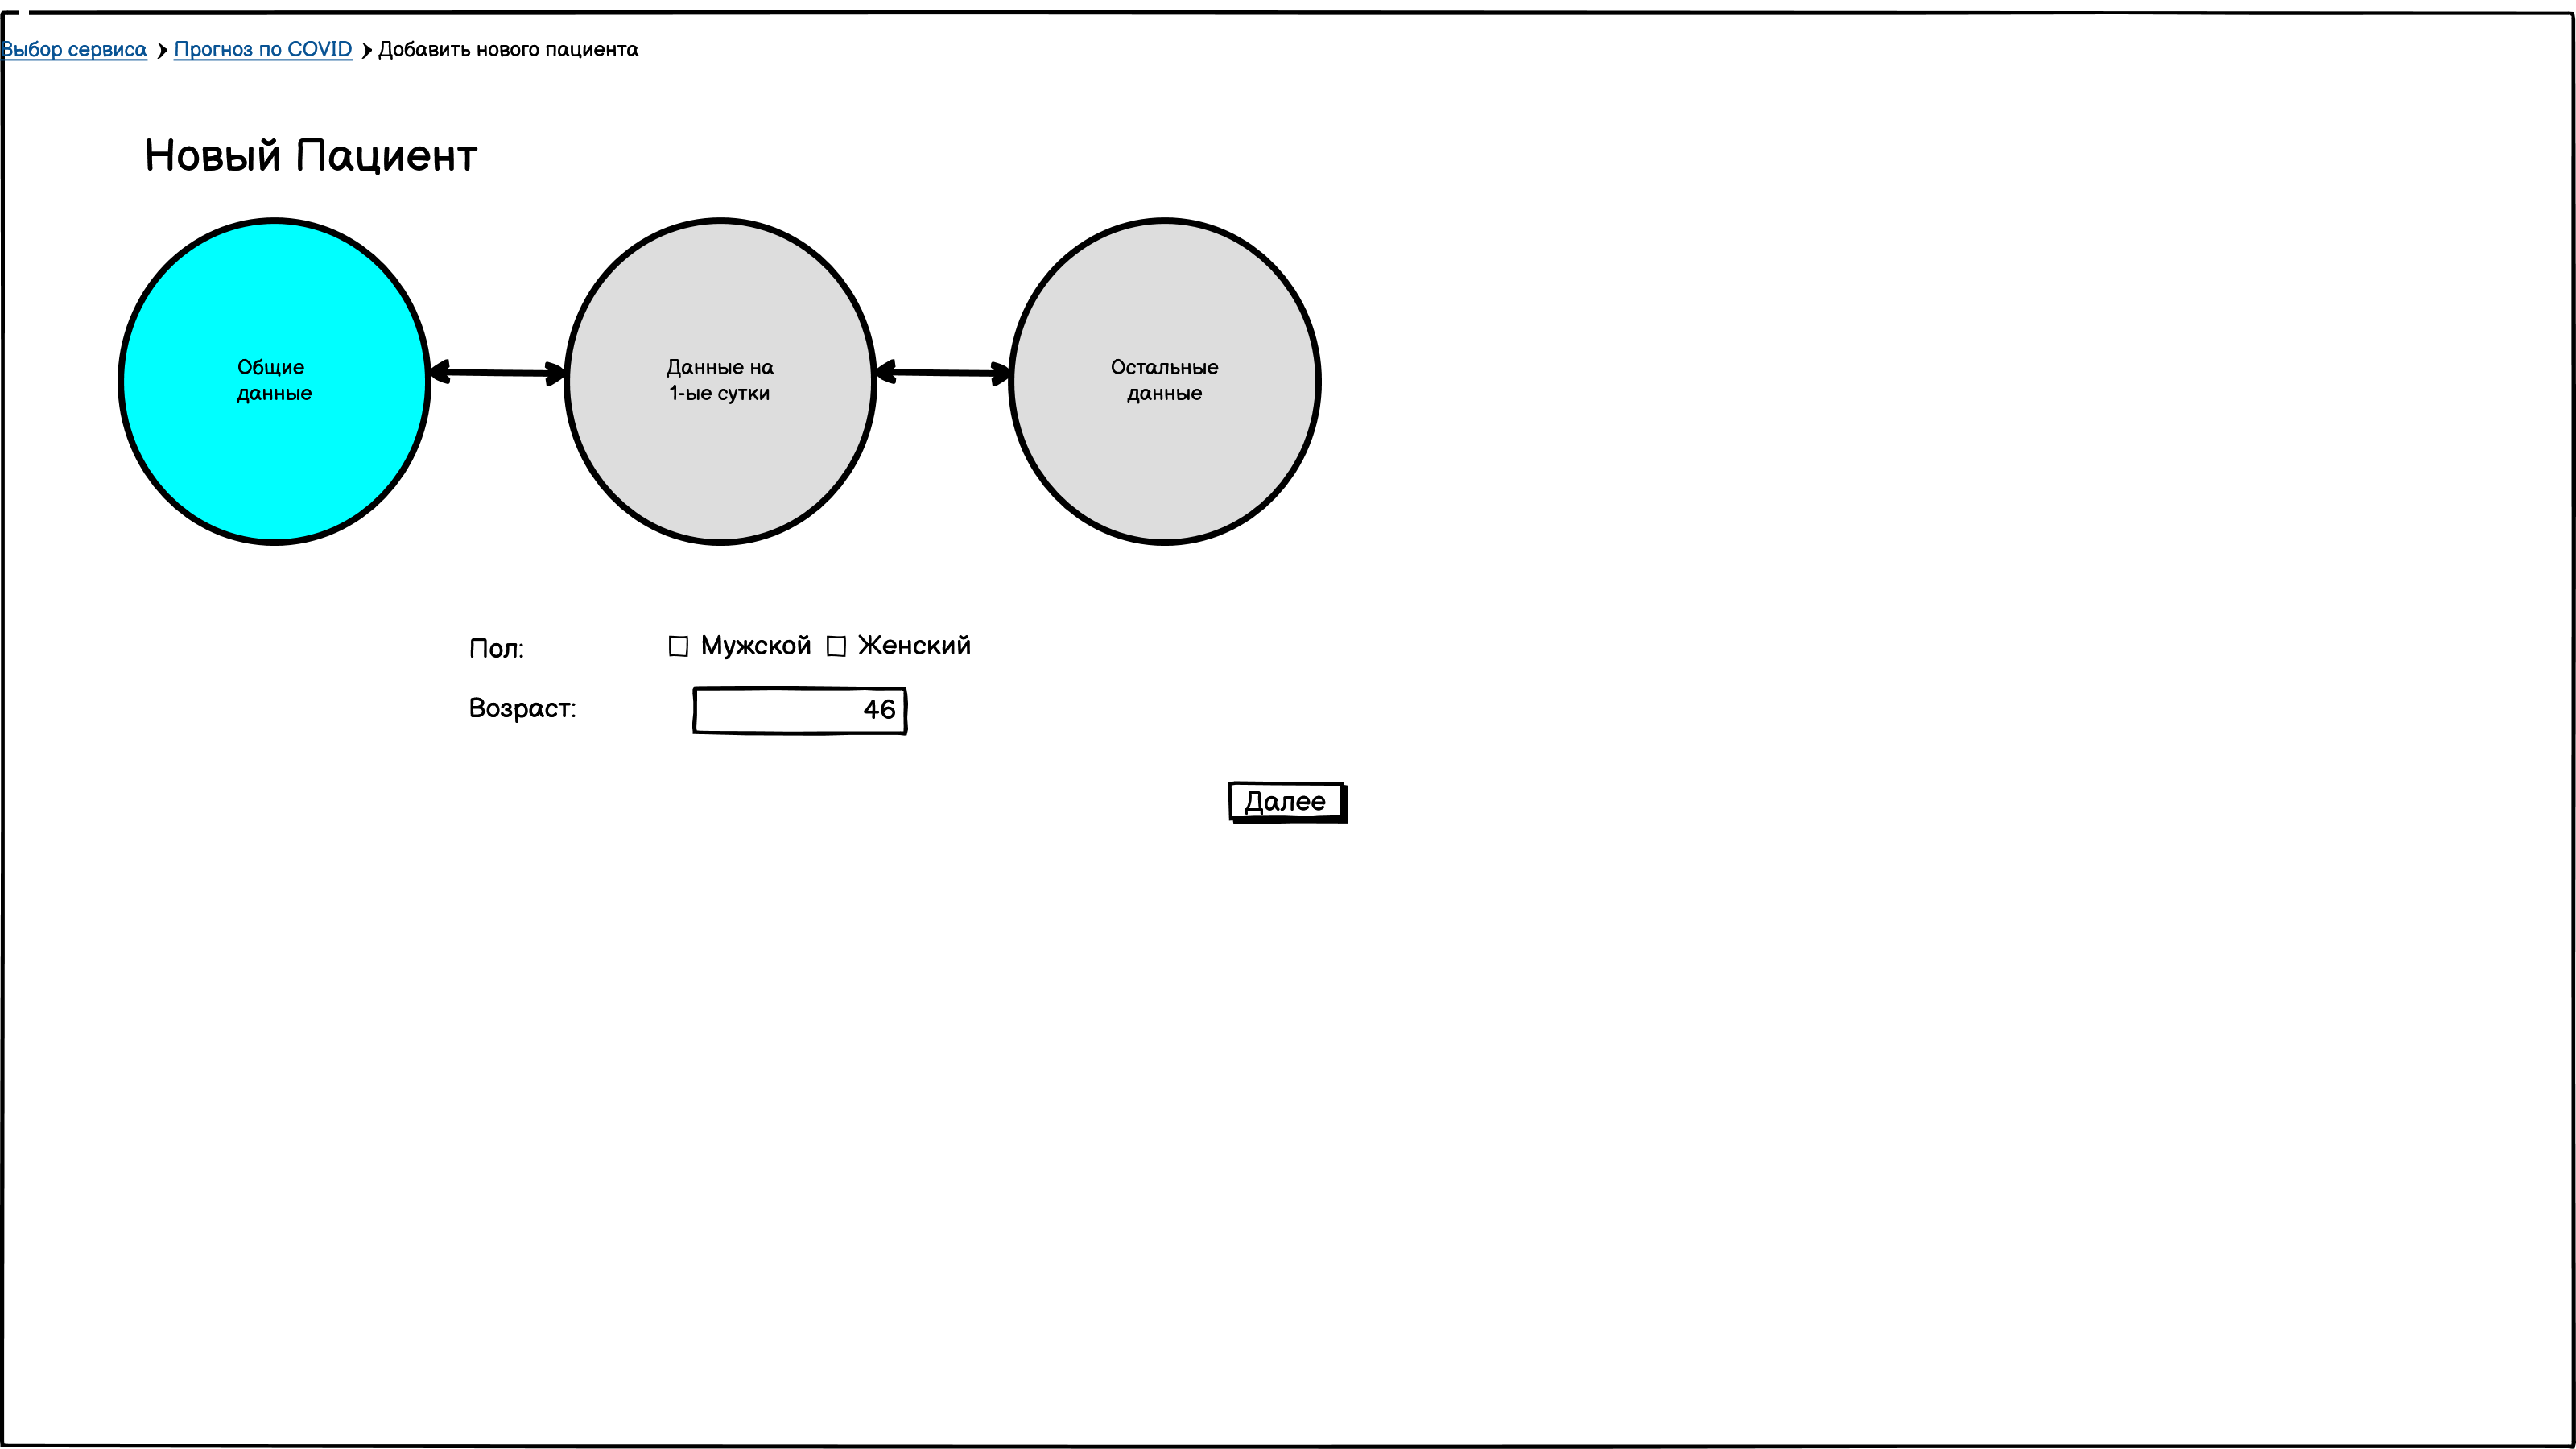 Выбор сервиса > Прогноз по COVID > Добавить нового пациента
Новый Пациент
Общие
данные
Данные на
1-ые сутки
Остальные
данные
Пол: Мужской Женский
Возраст: 46
Далее